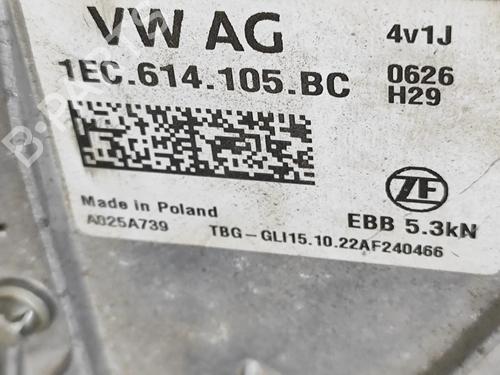 VW AG 4v1J
1EC.614.105.BC 0626
H29
ZF
Made in Poland EBB 5.3kN
A025A739 TBG-GLI15.10.22AF240466
B-PARTS